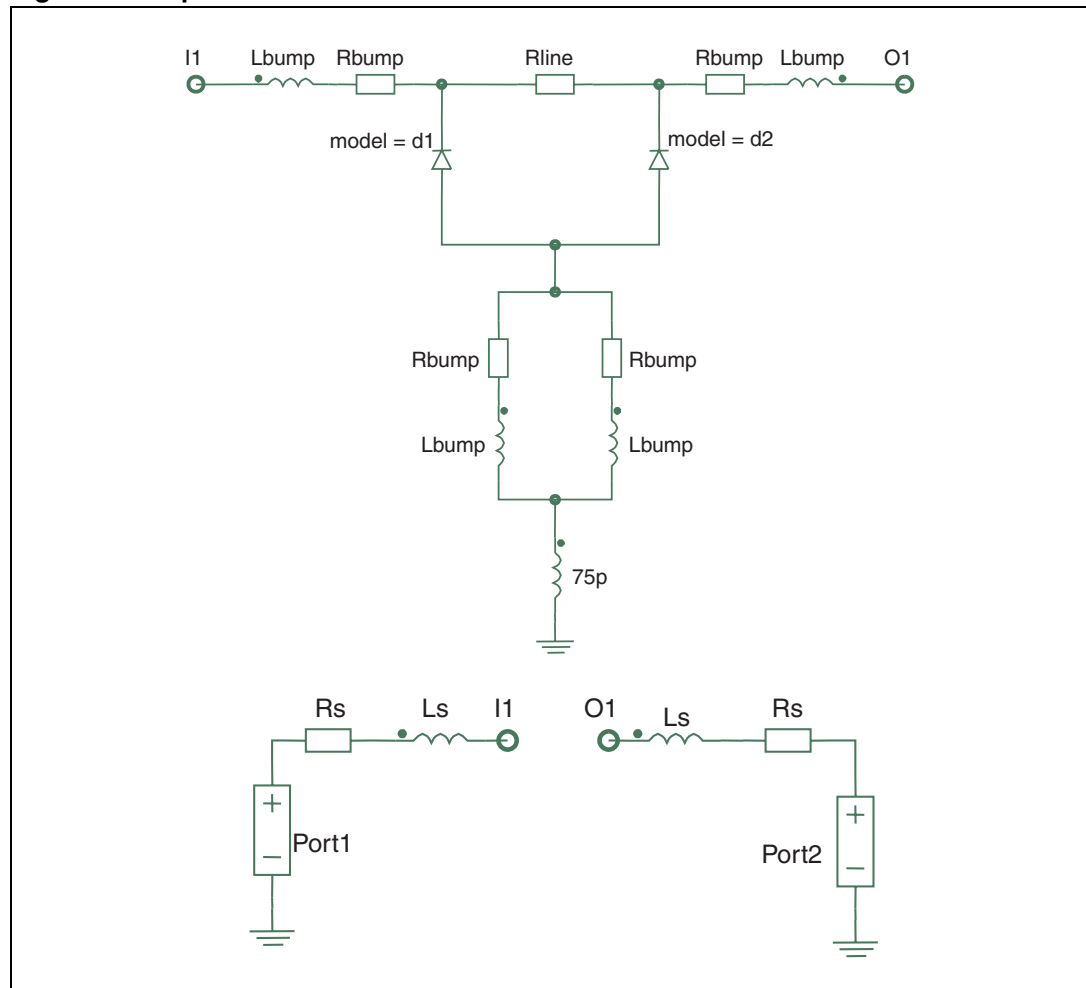 I1 Lbump Rbump Rline Rbump Lbump O1
model = d1 model = d2
Rbump Rbump
Lbump Lbump
75p
Rs Ls I1 O1 Ls Rs
+ +
Port1 Port2
− −